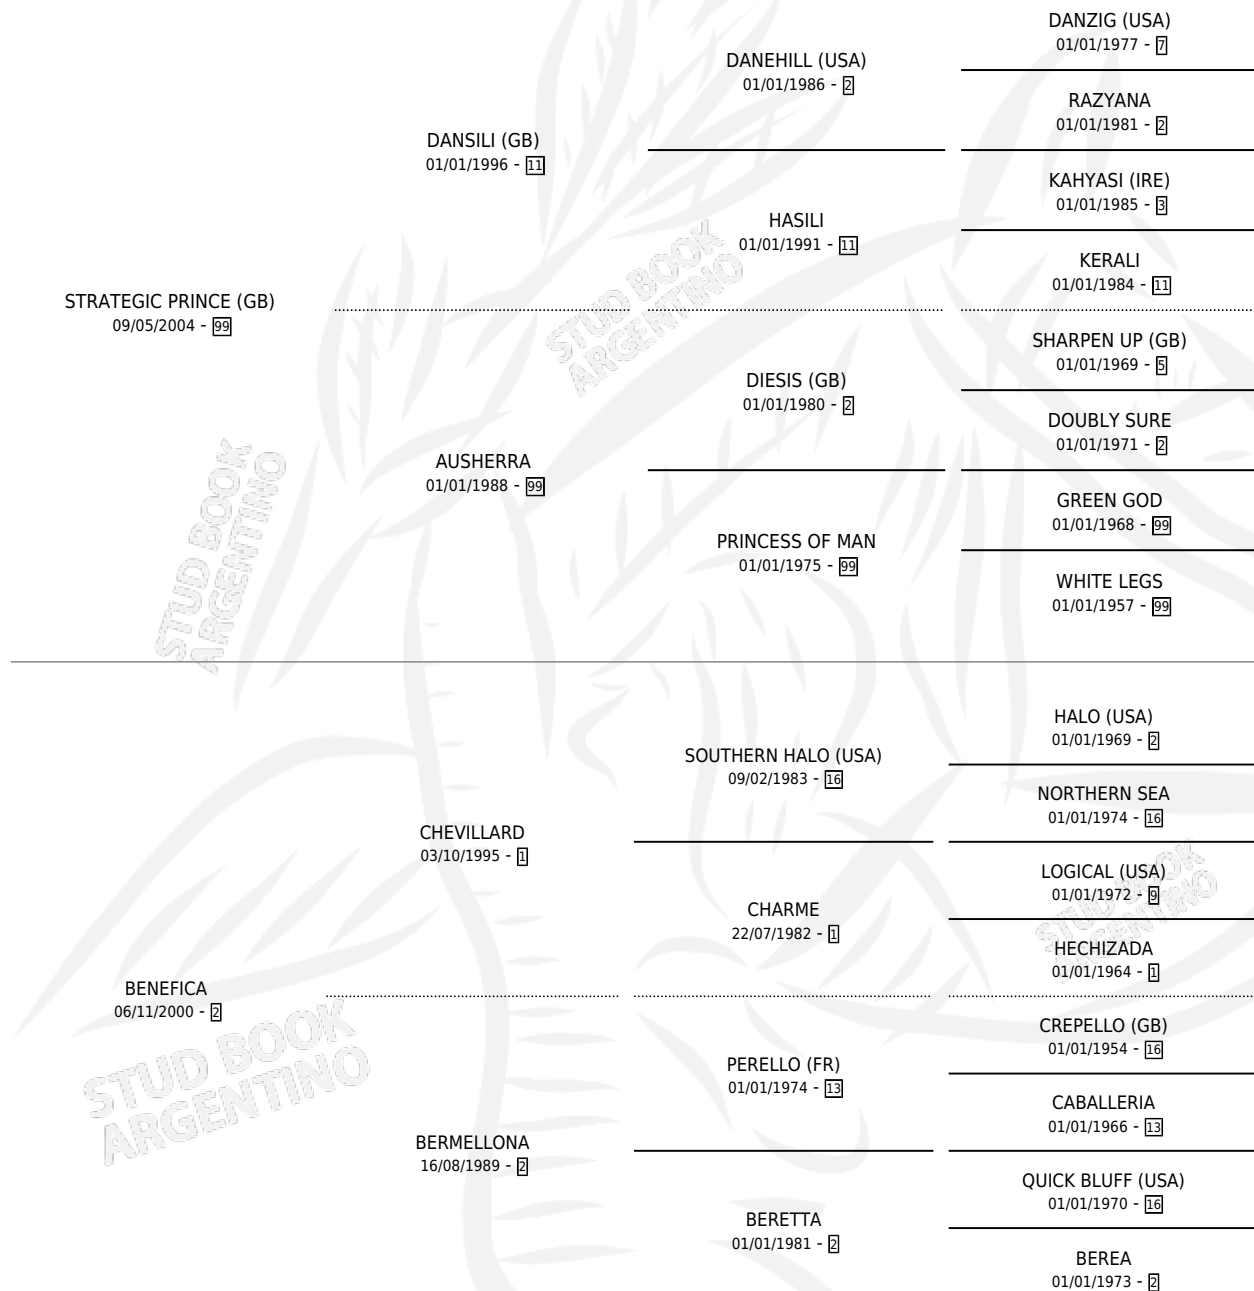 DANZIG (USA)
01/01/1977 - 7
DANEHILL (USA)
01/01/1986 - 2
RAZYANA
01/01/1981 - 2
DANSILI (GB)
01/01/1996 - 11
KAHYASI (IRE)
01/01/1985 - 3
HASILI
01/01/1991 - 11
KERALI
01/01/1984 - 11
STRATEGIC PRINCE (GB)
09/05/2004 - 99
STUD BOOK
ARGENTINO
SHARPEN UP (GB)
01/01/1969 - 5
DIESIS (GB)
01/01/1980 - 2
DOUBLY SURE
01/01/1971 - 2
AUSHERRA
01/01/1988 - 99
GREEN GOD
01/01/1968 - 99
PRINCESS OF MAN
01/01/1975 - 99
WHITE LEGS
01/01/1957 - 99
STUD BOOK
ARGENTINO
HALO (USA)
01/01/1969 - 2
SOUTHERN HALO (USA)
09/02/1983 - 16
NORTHERN SEA
01/01/1974 - 16
CHEVILLARD
03/10/1995 - 1
LOGICAL (USA)
01/01/1972 - 9
STUD BOOK
ARGENTINO
CHARME
22/07/1982 - 1
HECHIZADA
01/01/1964 - 1
BENEFICA
06/11/2000 - 2
STUD BOOK
ARGENTINO
CREPELLO (GB)
01/01/1954 - 16
PERELLO (FR)
01/01/1974 - 13
CABALLERIA
01/01/1966 - 13
BERMELLONA
16/08/1989 - 2
QUICK BLUFF (USA)
01/01/1970 - 16
BERETTA
01/01/1981 - 2
BEREA
01/01/1973 - 2